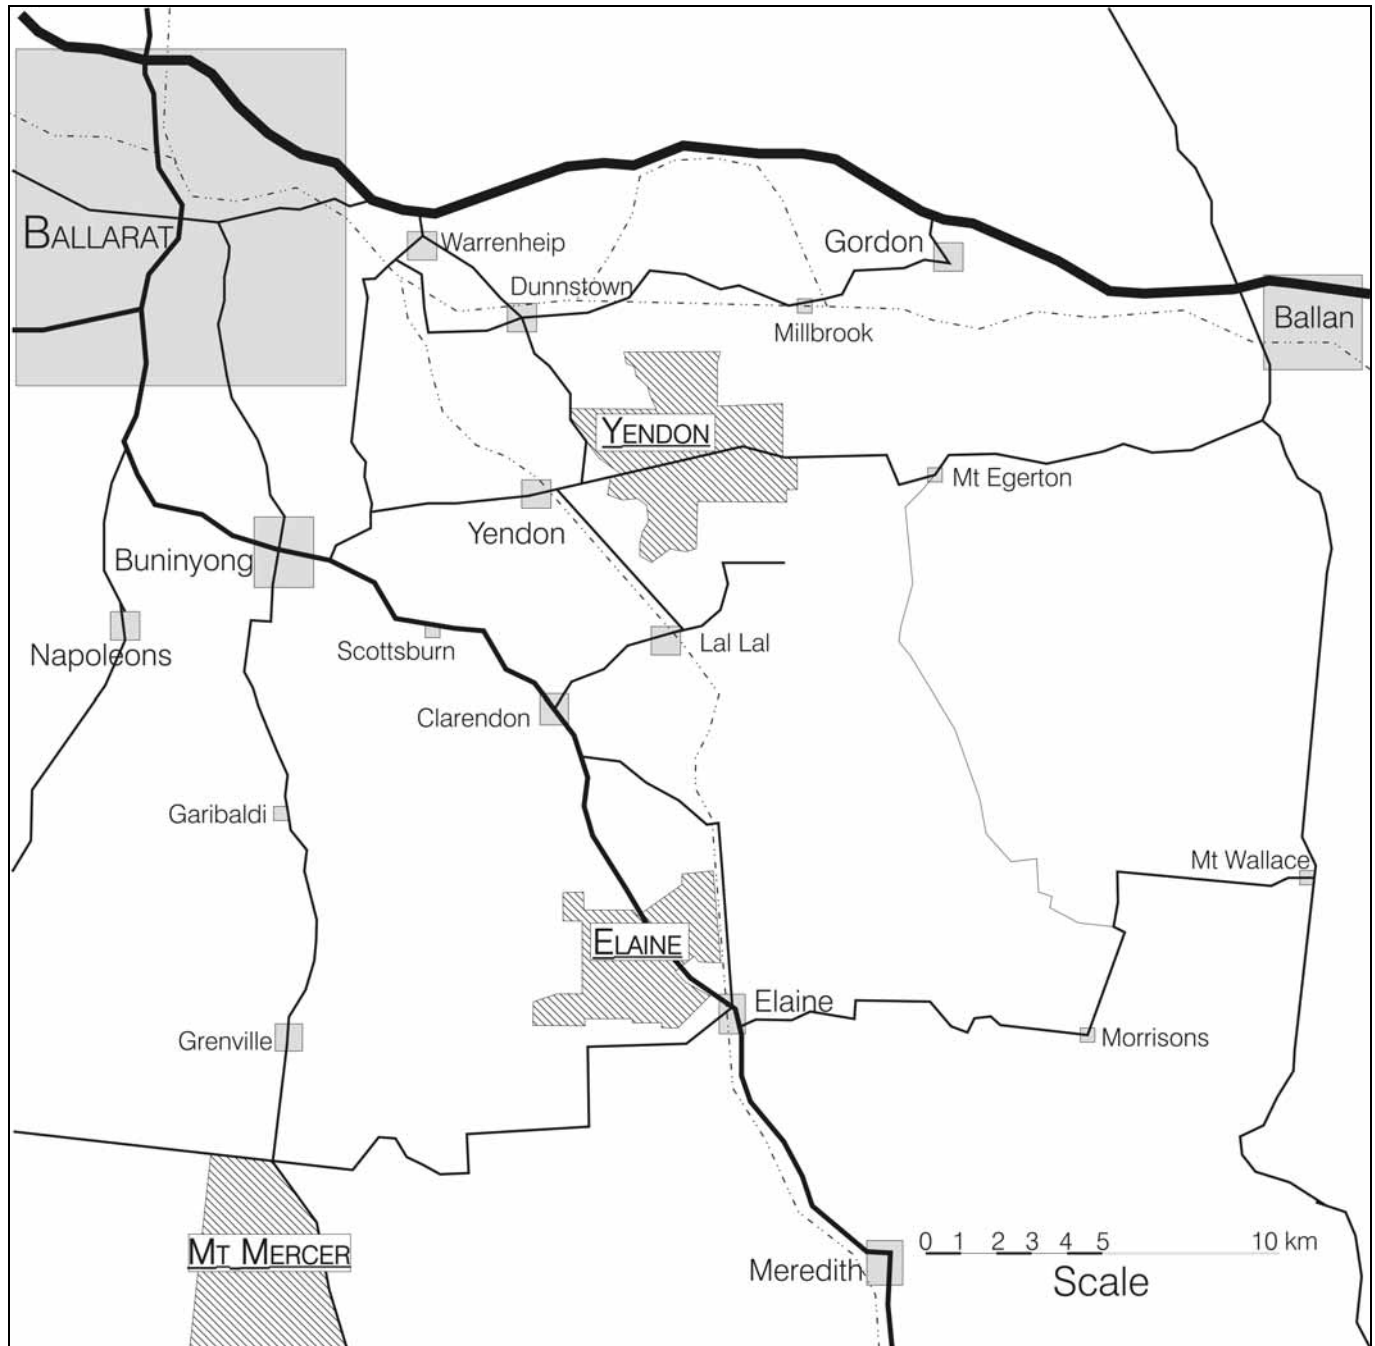 BALLARAT
Warrenheip
Gordon
Dunnstown
Millbrook
Ballan
YENDON
Mt Egerton
Yendon
Buninyong
Napoleons
Scottsburn
Lal Lal
Clarendon
Garibaldi
Mt Wallace
ELAINE
Elaine
Grenville
Morrisons
MT MERCER
Meredith
0 1 2 3 4 5 10 km
Scale